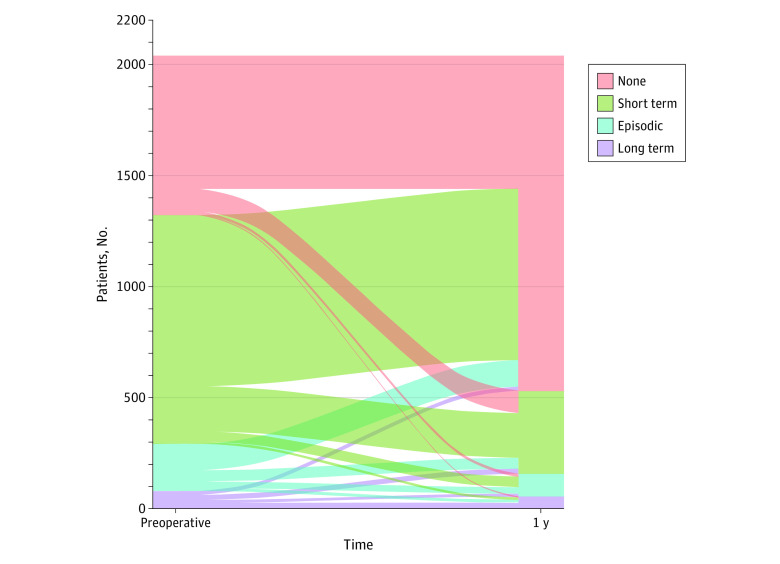 2200
2000
1500
1000
500
0
Patients, No.
Preoperative
1 y
Time
None
Short term
Episodic
Long term